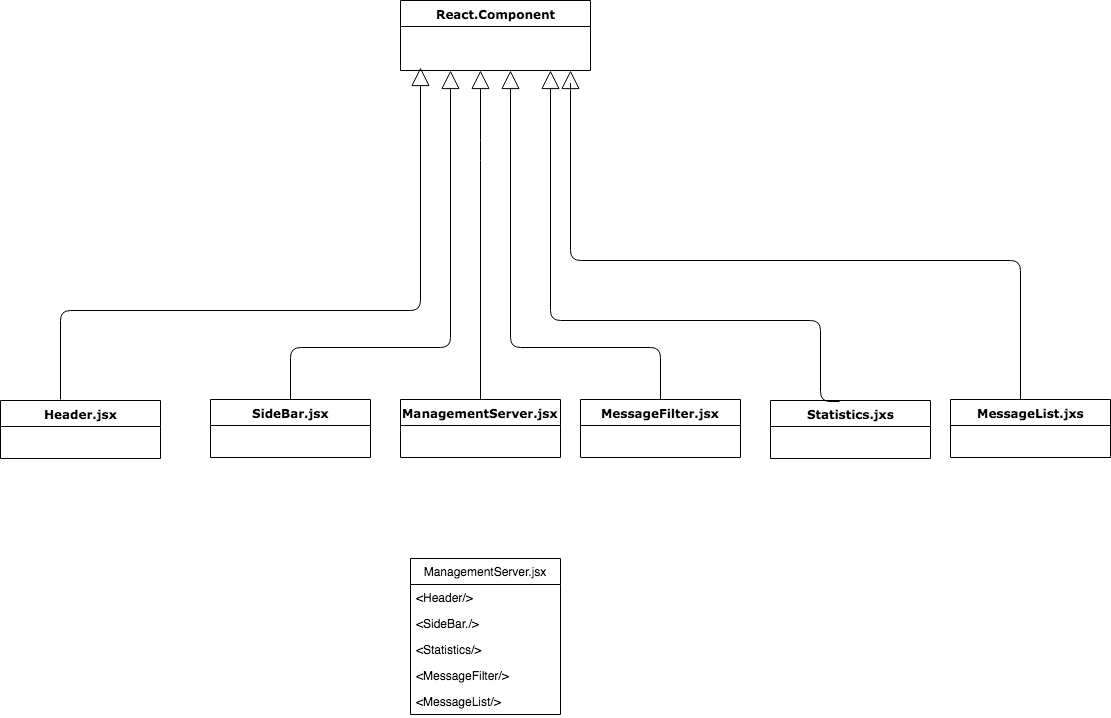 React.Component
Header.jsx
SideBar.jsx
ManagementServer.jsx
MessageFilter.jsx
Statistics.jxs
MessageList.jxs
ManagementServer.jsx
<Header/>
<SideBar./>
<Statistics/>
<MessageFilter/>
<MessageList/>